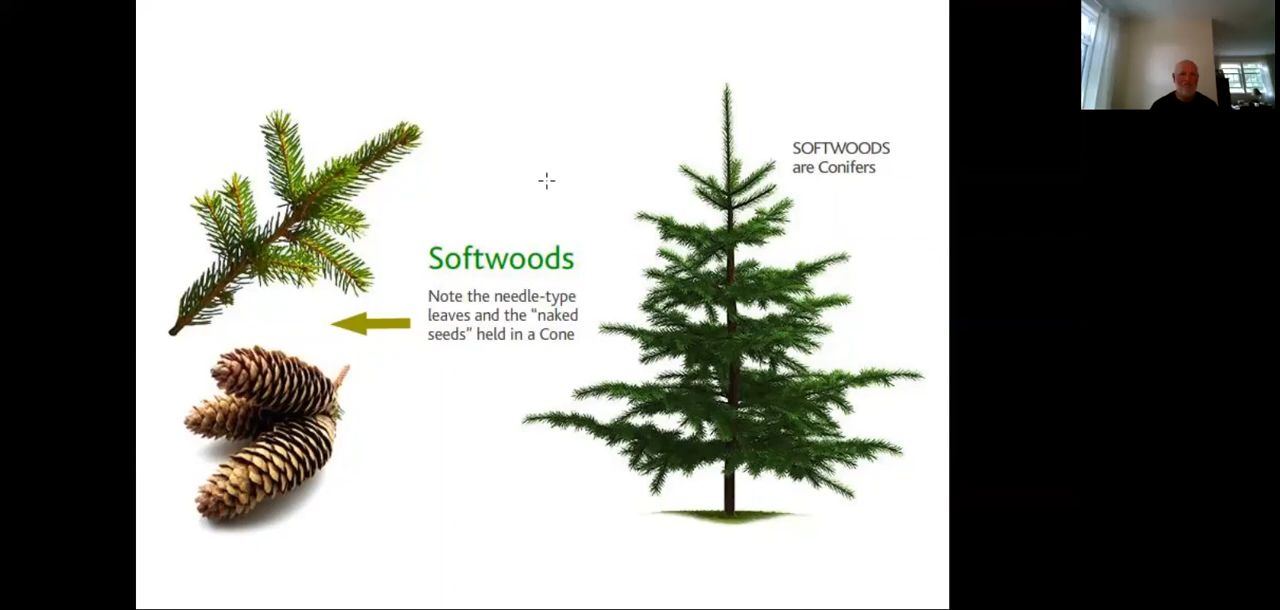 SOFTWOODS
are Conifers
Softwoods
Note the needle-type
leaves and the “naked
seeds” held in a Cone